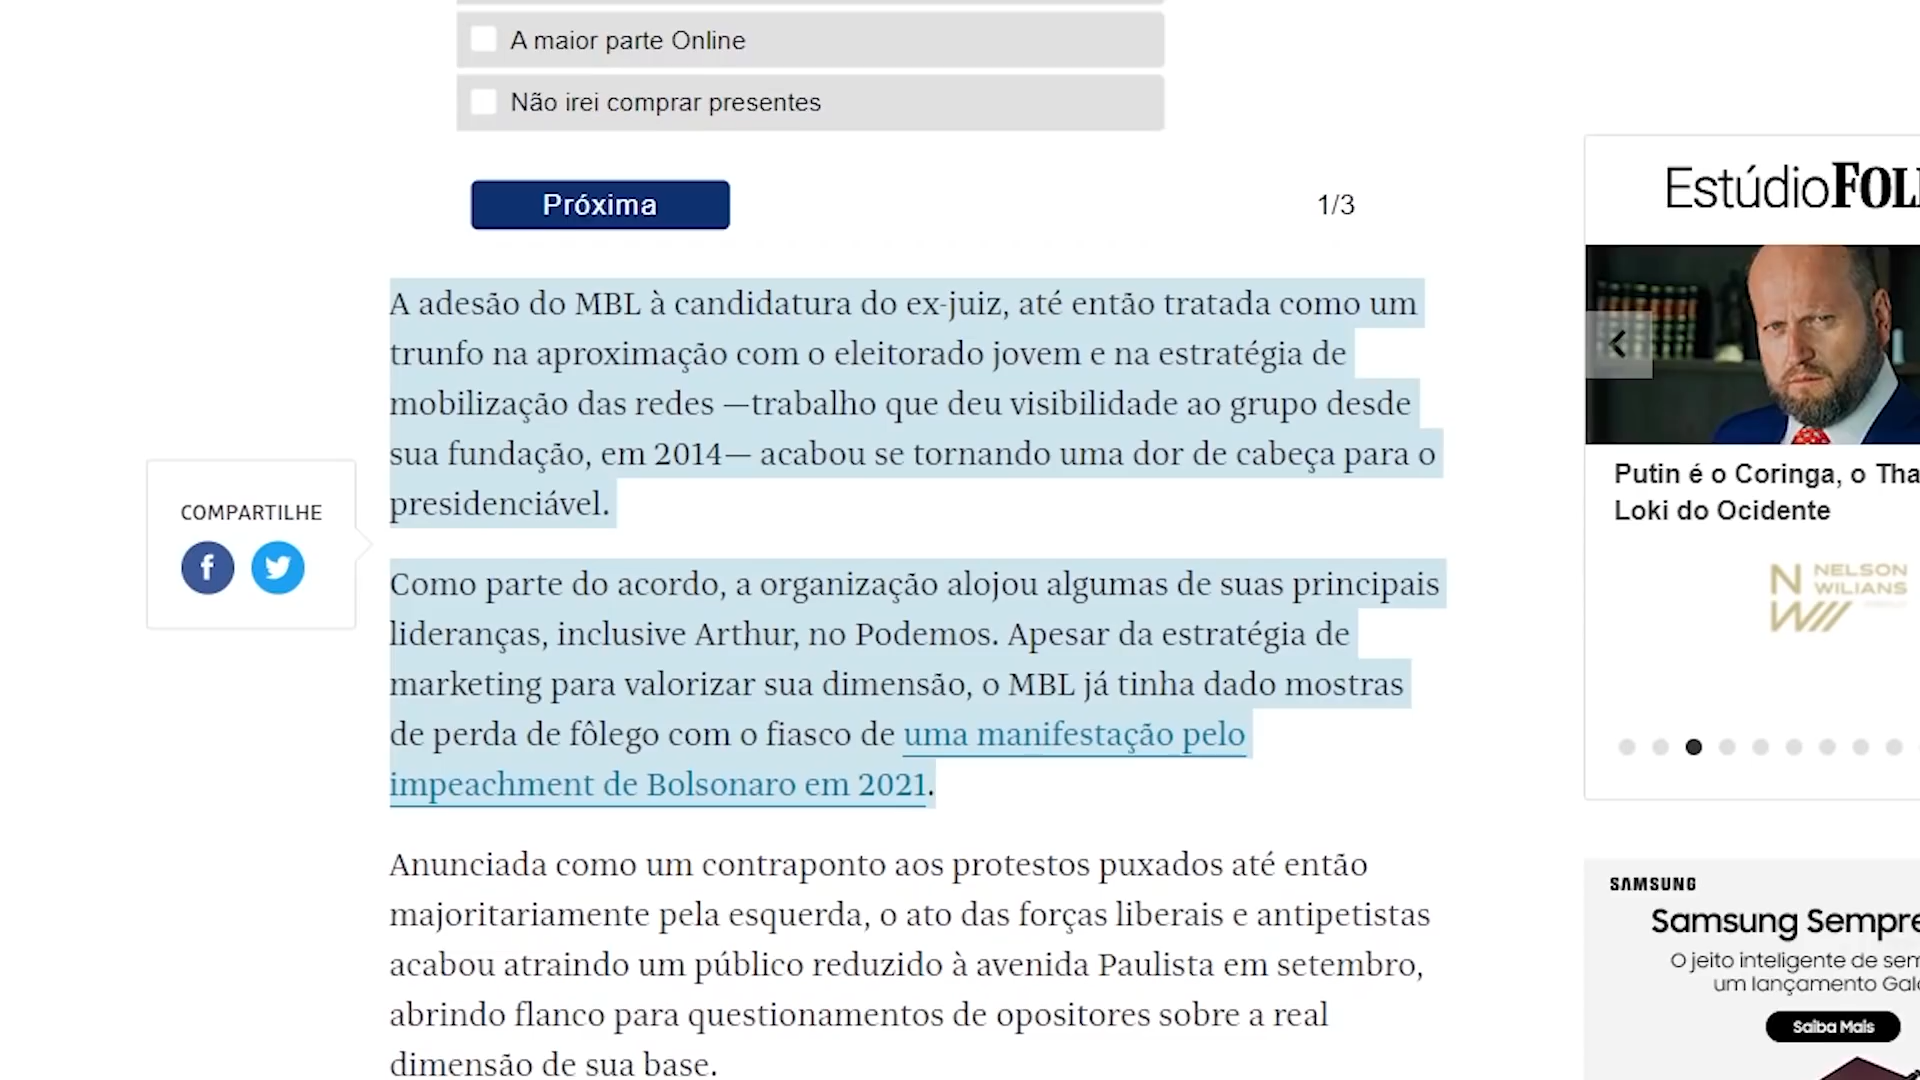 A maior parte Online
Não irei comprar presentes
Próxima
1/3
A adesão do MBL à candidatura do ex-juiz, até então tratada como um
trunfo na aproximação com o eleitorado jovem e na estratégia de
mobilização das redes —trabalho que deu visibilidade ao grupo desde
sua fundação, em 2014— acabou se tornando uma dor de cabeça para o
presidenciável.
Como parte do acordo, a organização alojou algumas de suas principais
lideranças, inclusive Arthur, no Podemos. Apesar da estratégia de
marketing para valorizar sua dimensão, o MBL já tinha dado mostras
de perda de fôlego com o fiasco de uma manifestação pelo
impeachment de Bolsonaro em 2021.
Anunciada como um contraponto aos protestos puxados até então
majoritariamente pela esquerda, o ato das forças liberais e antipetistas
acabou atraindo um público reduzido à avenida Paulista em setembro,
abrindo flanco para questionamentos de opositores sobre a real
dimensão de sua base.
COMPARTILHE
Estúdio
Putin é o Coringa, o
Loki do Ocidente
NELSON
WILIANS
SAMSUNG
Samsung Sempre
O jeito inteligente de
um lançamento
Saiba Mais